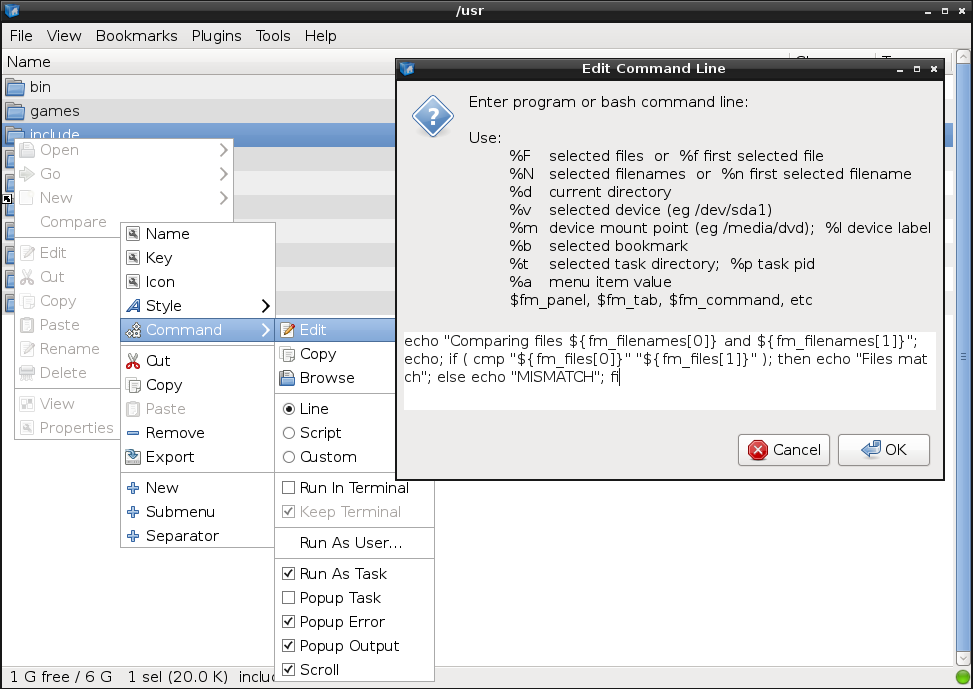 /usr
File View Bookmarks Plugins Tools Help
Name
bin
games
include
Open
Go
New
Compare
Edit
Cut
Copy
Paste
Rename
Delete
View
Properties
Name
Key
Icon
Style
Command
Cut
Copy
Paste
Remove
Export
New
Submenu
Separator
Edit
Copy
Browse
Line
Script
Custom
Run In Terminal
Keep Terminal
Run As User...
Run As Task
Popup Task
Popup Error
Popup Output
Scroll
Edit Command Line
Enter program or bash command line:
Use:
%F selected files or %f first selected file
%N selected filenames or %n first selected filename
%d current directory
%v selected device (eg /dev/sda1)
%m device mount point (eg /media/dvd); %l device label
%b selected bookmark
%t selected task directory; %p task pid
%a menu item value
$fm_panel, $fm_tab, $fm_command, etc
echo "Comparing files ${fm_filenames[0]} and ${fm_filenames[1]}";
echo; if ( cmp "${fm_files[0]}" "${fm_files[1]}" ); then echo "Files mat
ch"; else echo "MISMATCH"; fi
Cancel OK
1 G free / 6 G 1 sel (20.0 K)